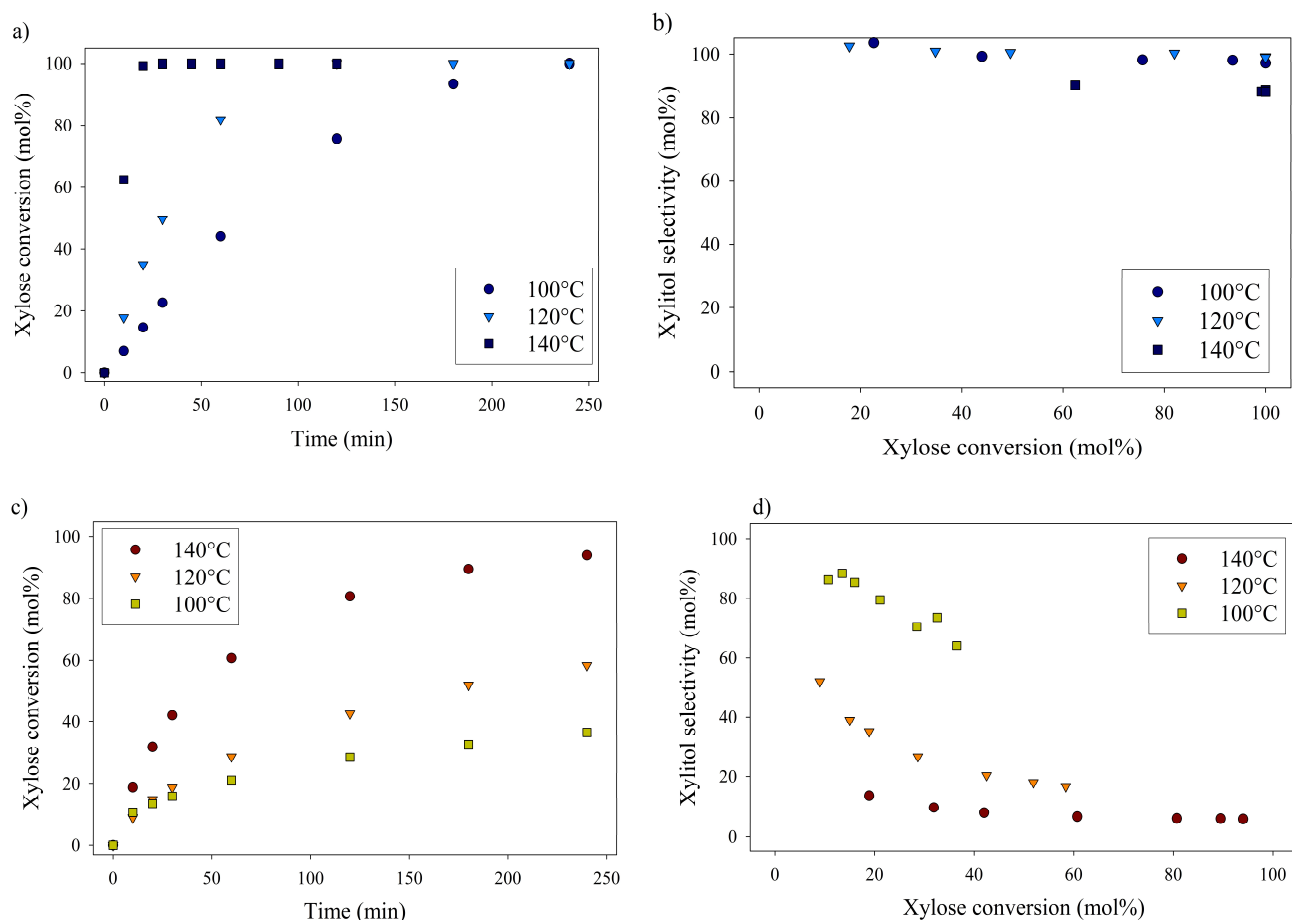 a)
Xylose conversion (mol%)
100
80
60
40
20
0
0 50 100 150 200 250
Time (min)
100°C
120°C
140°C
b)
Xylitol selectivity (mol%)
100
80
60
40
20
0
0 20 40 60 80 100
Xylose conversion (mol%)
100°C
120°C
140°C
c)
Xylose conversion (mol%)
100
80
60
40
20
0
0 50 100 150 200 250
Time (min)
140°C
120°C
100°C
d)
Xylitol selectivity (mol%)
100
80
60
40
20
0
0 20 40 60 80 100
Xylose conversion (mol%)
140°C
120°C
100°C